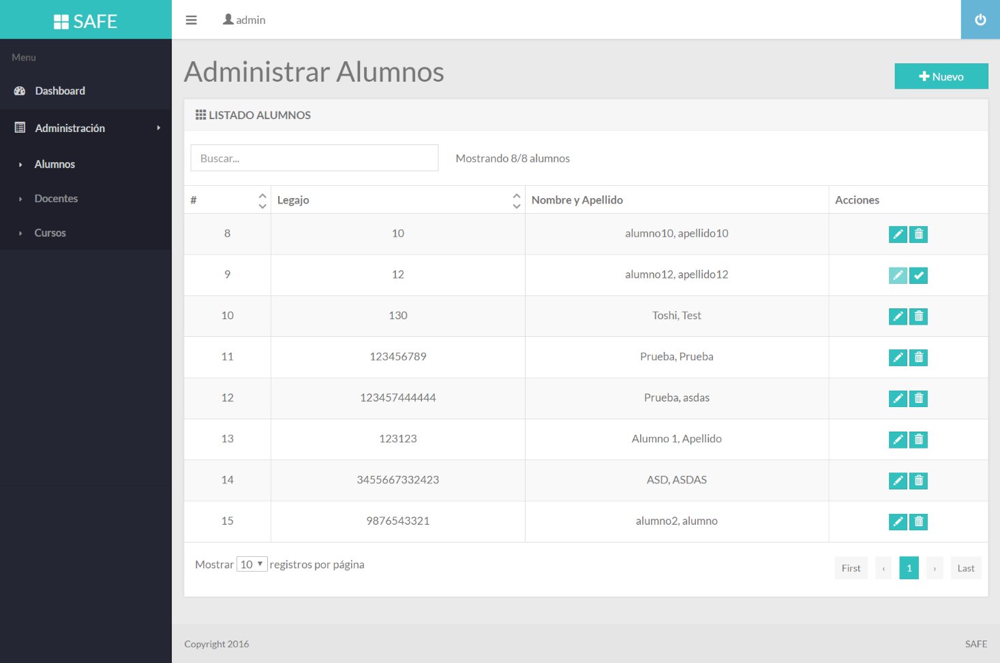 SAFE
admin
Menu
Dashboard
Administración
Alumnos
Docentes
Cursos
Administrar Alumnos
Nuevo
LISTADO ALUMNOS
Buscar...
Mostrando 8/8 alumnos
# Legajo Nombre y Apellido Acciones
8 10 alumno10, apellido10
9 12 alumno12, apellido12
10 130 Toshi, Test
11 123456789 Prueba, Prueba
12 123457444444 Prueba, asdas
13 123123 Alumno 1, Apellido
14 3455667332423 ASD, ASDAS
15 9876543321 alumno2, alumno
Mostrar 10 registros por página
First ‹ 1 › Last
Copyright 2016
SAFE